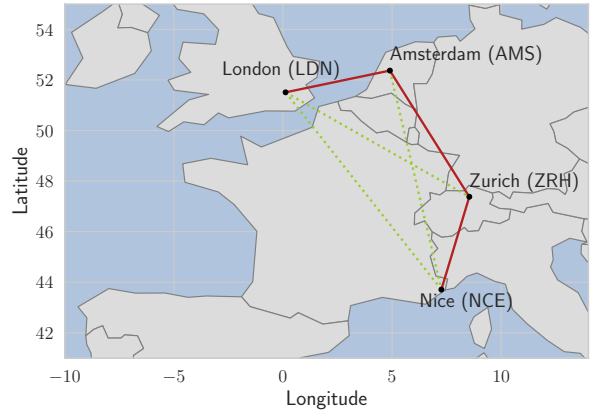 54
Amsterdam (AMS)
London (LDN)
52
50
48
Zurich (ZRH)
46
44
Nice (NCE)
42
−10
−5
0
5
10
Longitude
Latitude